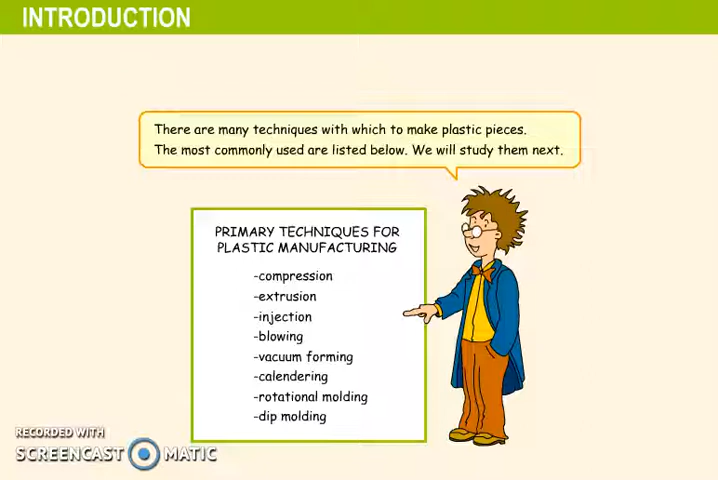 INTRODUCTION
There are many techniques with which to make plastic pieces.
The most commonly used are listed below. We will study them next.
PRIMARY TECHNIQUES FOR
PLASTIC MANUFACTURING
-compression
-extrusion
-injection
-blowing
-vacuum forming
-calendering
-rotational molding
-dip molding
RECORDED WITH
SCREENCAST MATIC